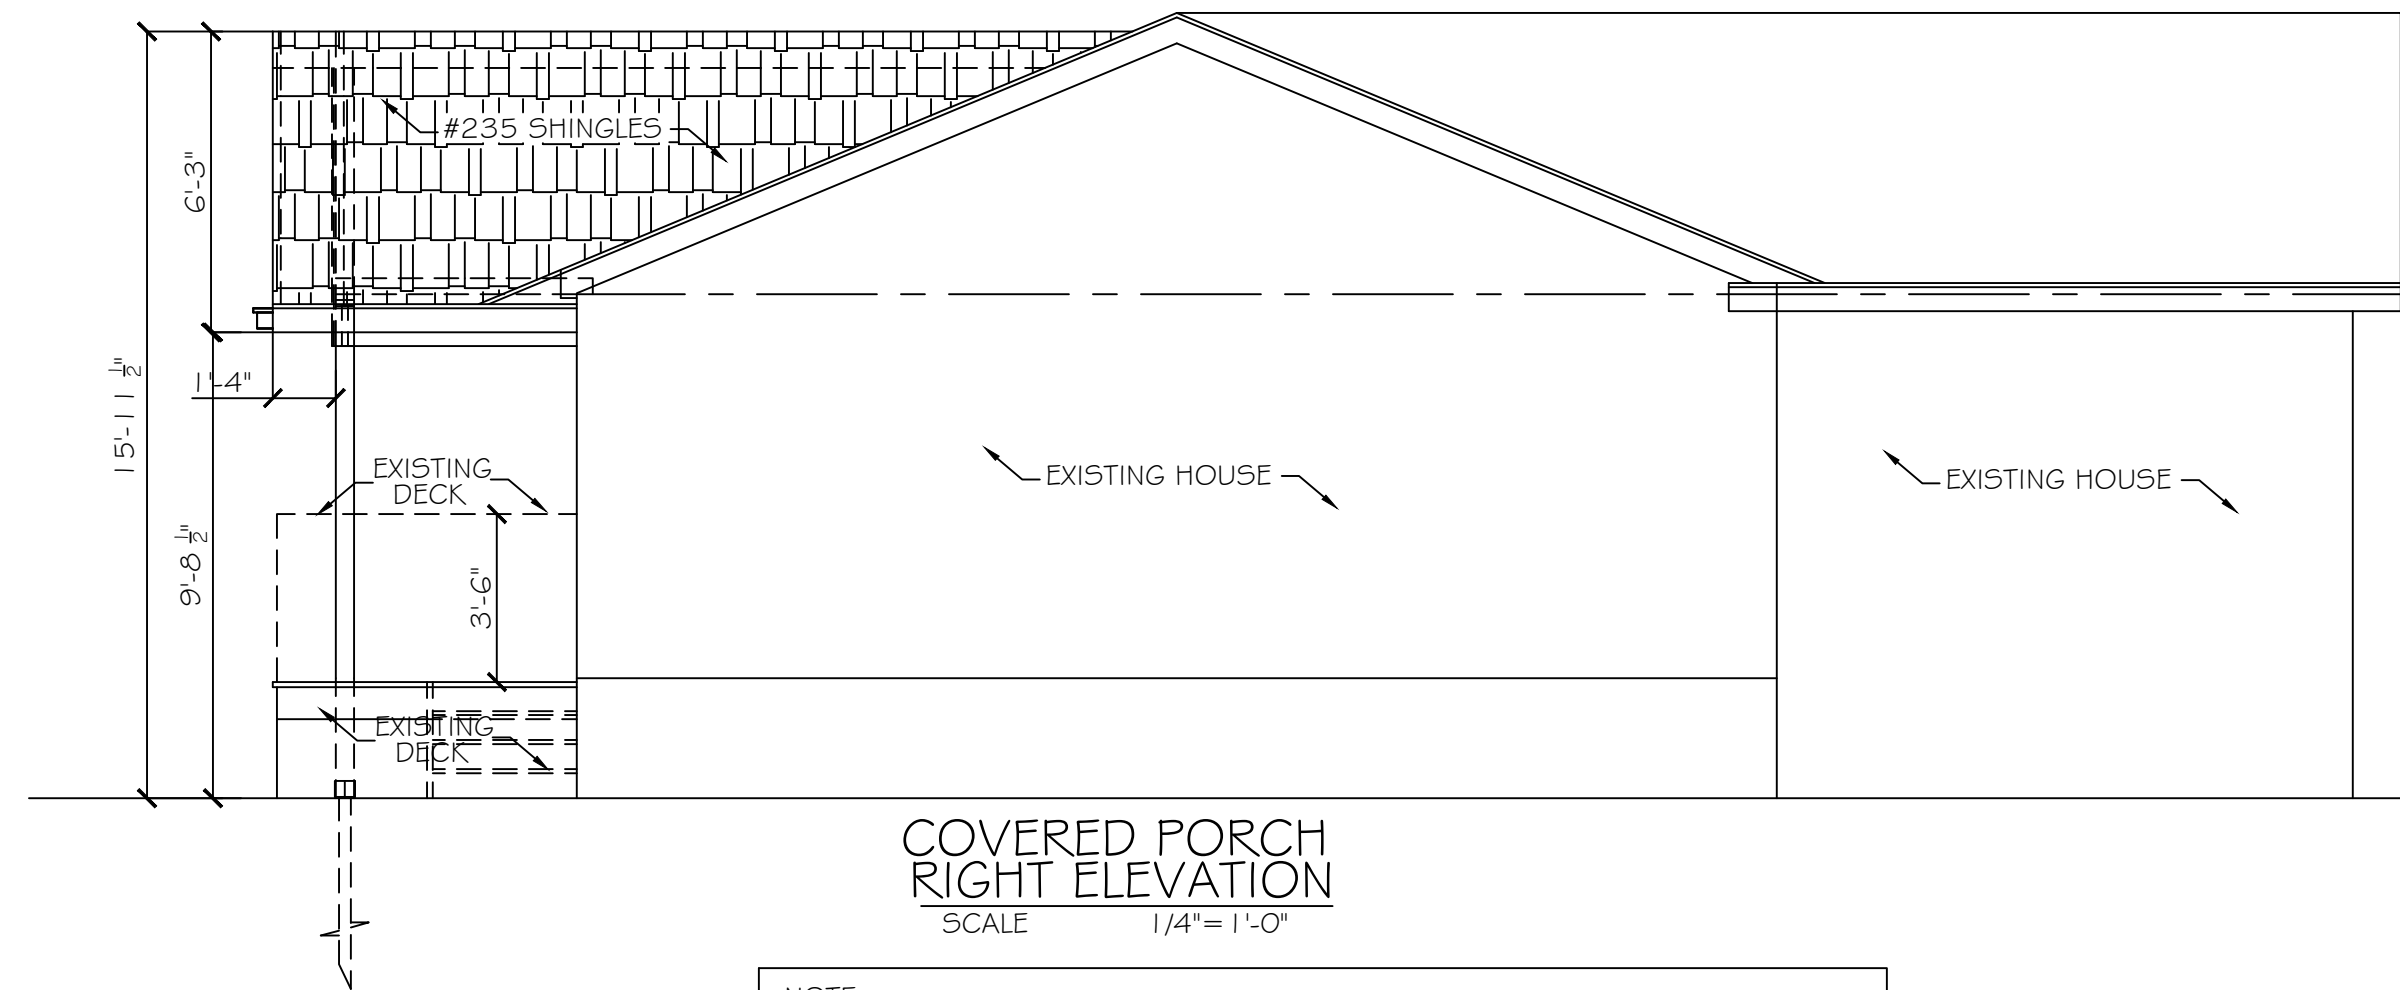 #235 SHINGLES
6'-3"
15'-11 1/2"
1'-4"
EXISTING
DECK
EXISTING HOUSE
EXISTING HOUSE
9'-8 1/2"
3'-6"
EXISTING
DECK
COVERED PORCH
RIGHT ELEVATION
SCALE 1/4"=1'-0"
NOTE